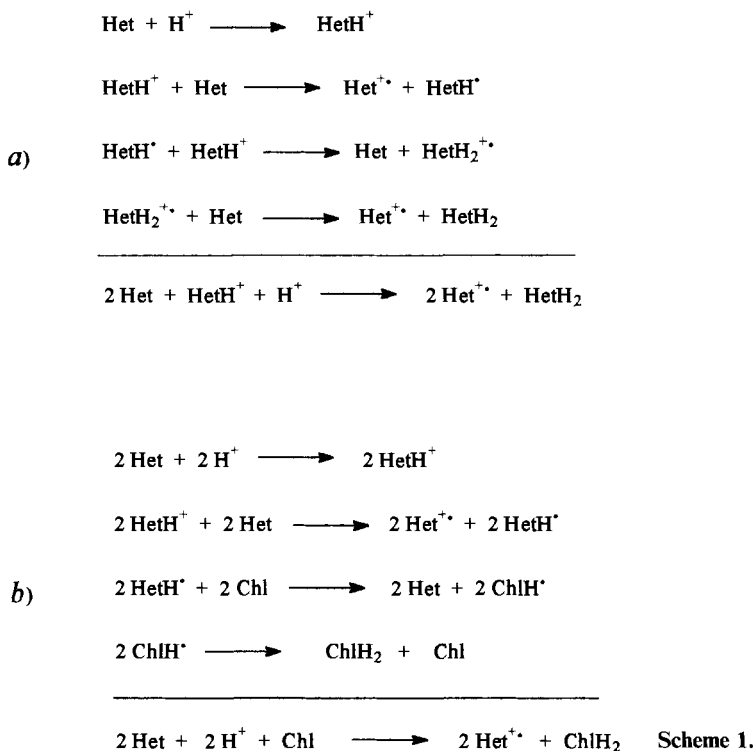 Het + H⁺ ⟶ HetH⁺
HetH⁺ + Het ⟶ Het⁺• + HetH•
a)
HetH• + HetH⁺ ⟶ Het + HetH₂⁺•
HetH₂⁺• + Het ⟶ Het⁺• + HetH₂
2 Het + HetH⁺ + H⁺ ⟶ 2 Het⁺• + HetH₂
2 Het + 2 H⁺ ⟶ 2 HetH⁺
2 HetH⁺ + 2 Het ⟶ 2 Het⁺• + 2 HetH•
b)
2 HetH• + 2 Chl ⟶ 2 Het + 2 ChlH•
2 ChlH• ⟶ ChlH₂ + Chl
2 Het + 2 H⁺ + Chl ⟶ 2 Het⁺• + ChlH₂ Scheme 1.